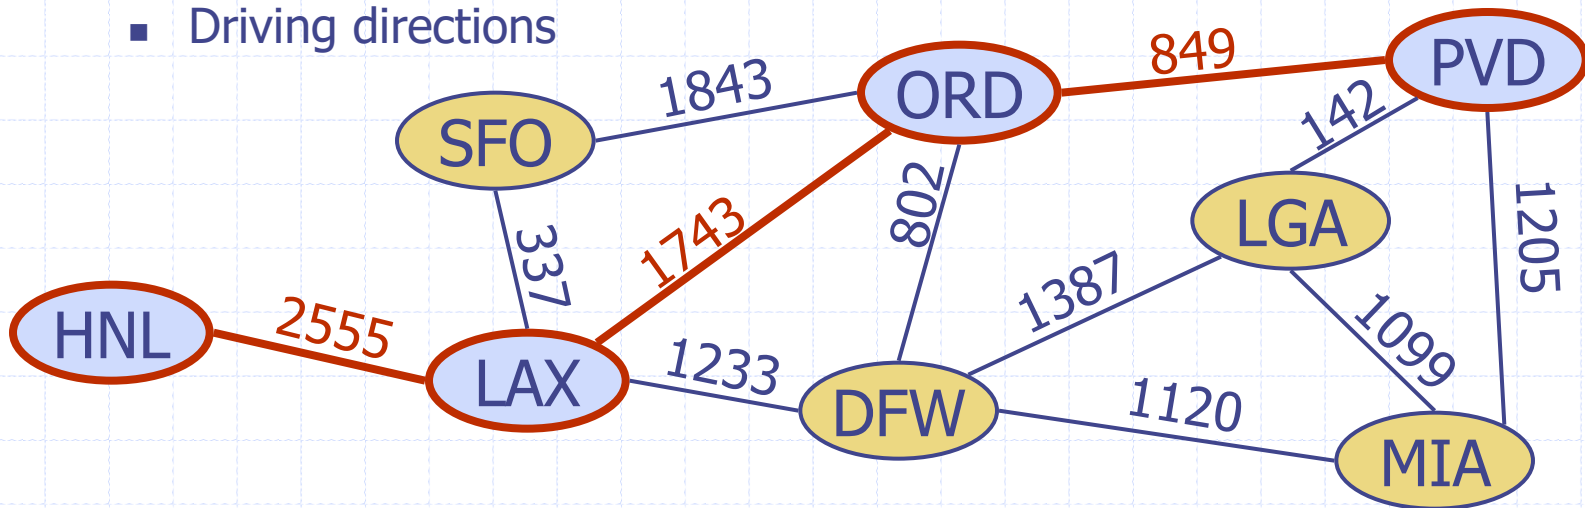 ▪ Driving directions
849
PVD
1843
ORD
142
SFO
802
LGA
1205
1743
337
1387
2555
HNL
1099
LAX
1233
DFW
1120
MIA